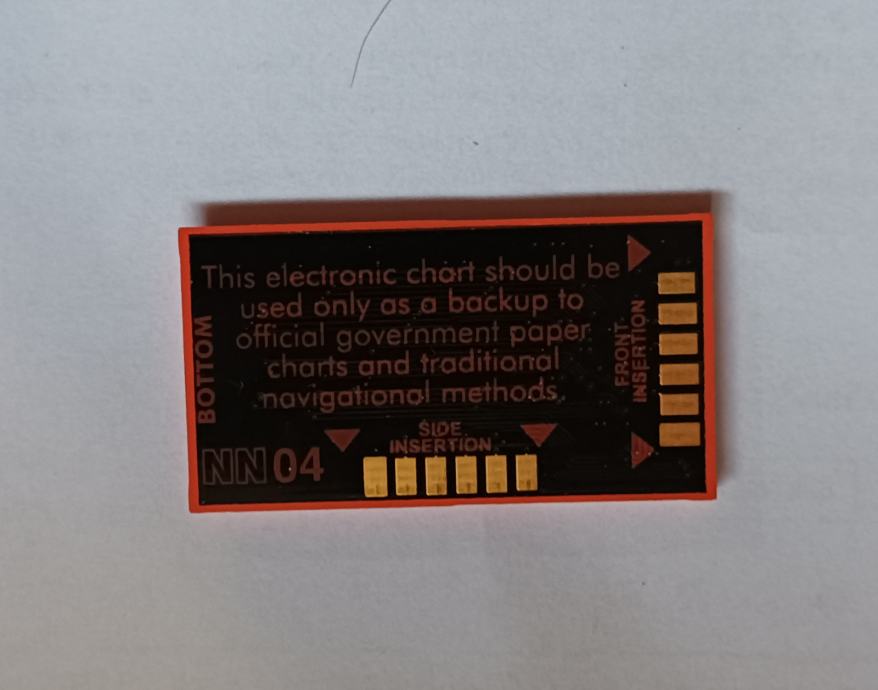 This electronic chart should be
used only as a backup to
official government paper
charts and traditional
navigational methods.
BOTTOM
FRONT
INSERTION
SIDE
INSERTION
NN04